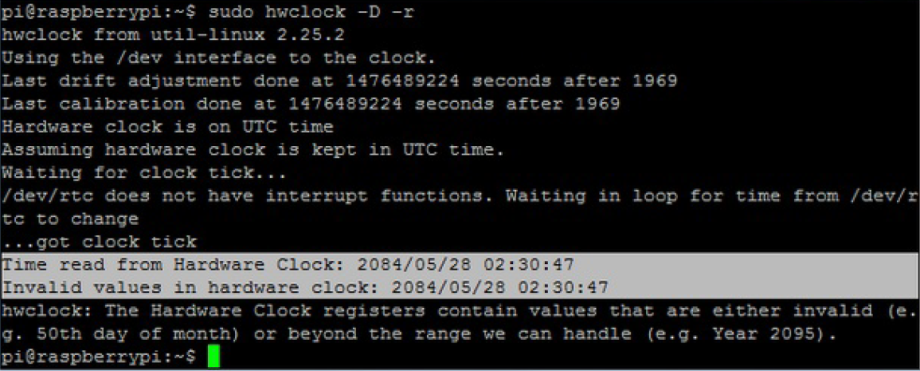 pi@raspberrypi:~$ sudo hwclock -D -r
hwclock from util-linux 2.25.2
Using the /dev interface to the clock.
Last drift adjustment done at 1476489224 seconds after 1969
Last calibration done at 1476489224 seconds after 1969
Hardware clock is on UTC time
Assuming hardware clock is kept in UTC time.
Waiting for clock tick...
/dev/rtc does not have interrupt functions. Waiting in loop for time from /dev/r
tc to change
...got clock tick
Time read from Hardware Clock: 2084/05/28 02:30:47
Invalid values in hardware clock: 2084/05/28 02:30:47
hwclock: The Hardware Clock registers contain values that are either invalid (e.
g. 50th day of month) or beyond the range we can handle (e.g. Year 2095).
pi@raspberrypi:~$